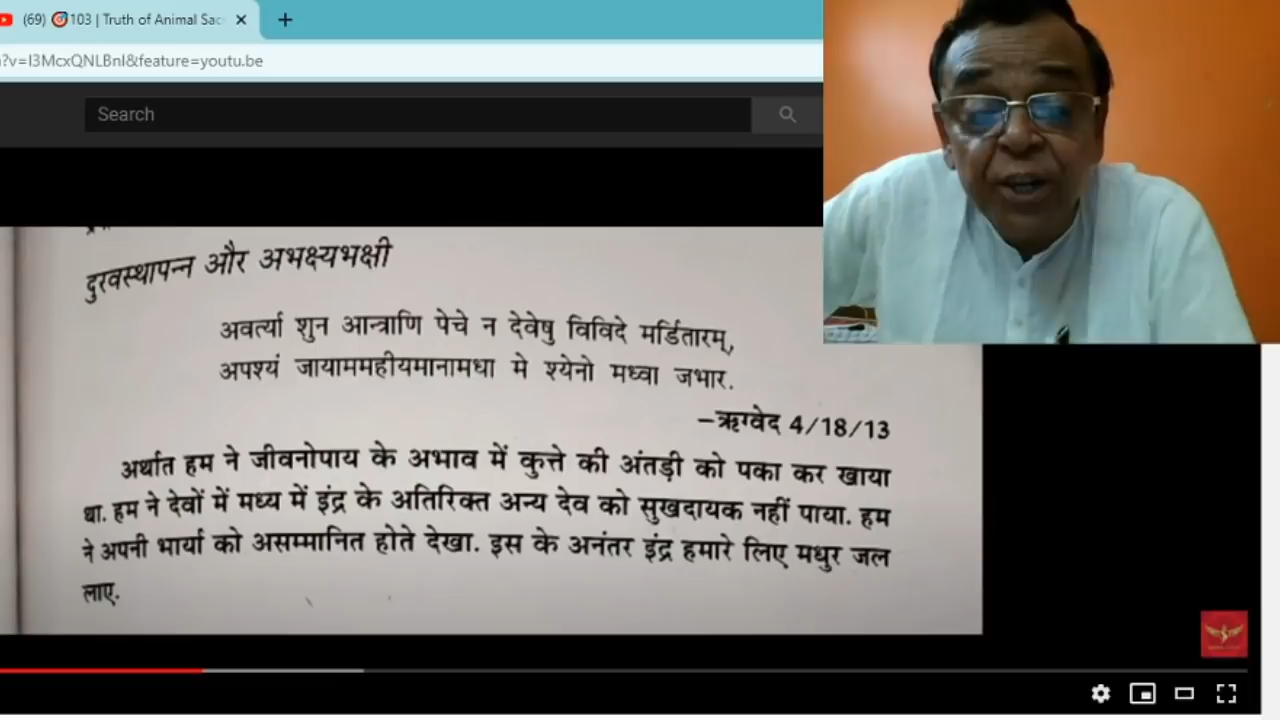 (69) 🎯103 | Truth of Animal Sac
?v=I3McxQNLBnI&feature=youtu.be
Search
दुरवस्थापन्न और अभक्ष्यभक्षी
अवर्त्या शुन आन्त्राणि पेचे न देवेषु विविदे मर्डितारम्,
अपश्यं जायाममहीयमानामधा मे श्येनो मध्वा जभार.
–ऋग्वेद 4/18/13
अर्थात हम ने जीवनोपाय के अभाव में कुत्ते की अंतड़ी को पका कर खाया
था. हम ने देवों में मध्य में इंद्र के अतिरिक्त अन्य देव को सुखदायक नहीं पाया. हम
ने अपनी भार्या को असम्मानित होते देखा. इस के अनंतर इंद्र हमारे लिए मधुर जल
लाए.